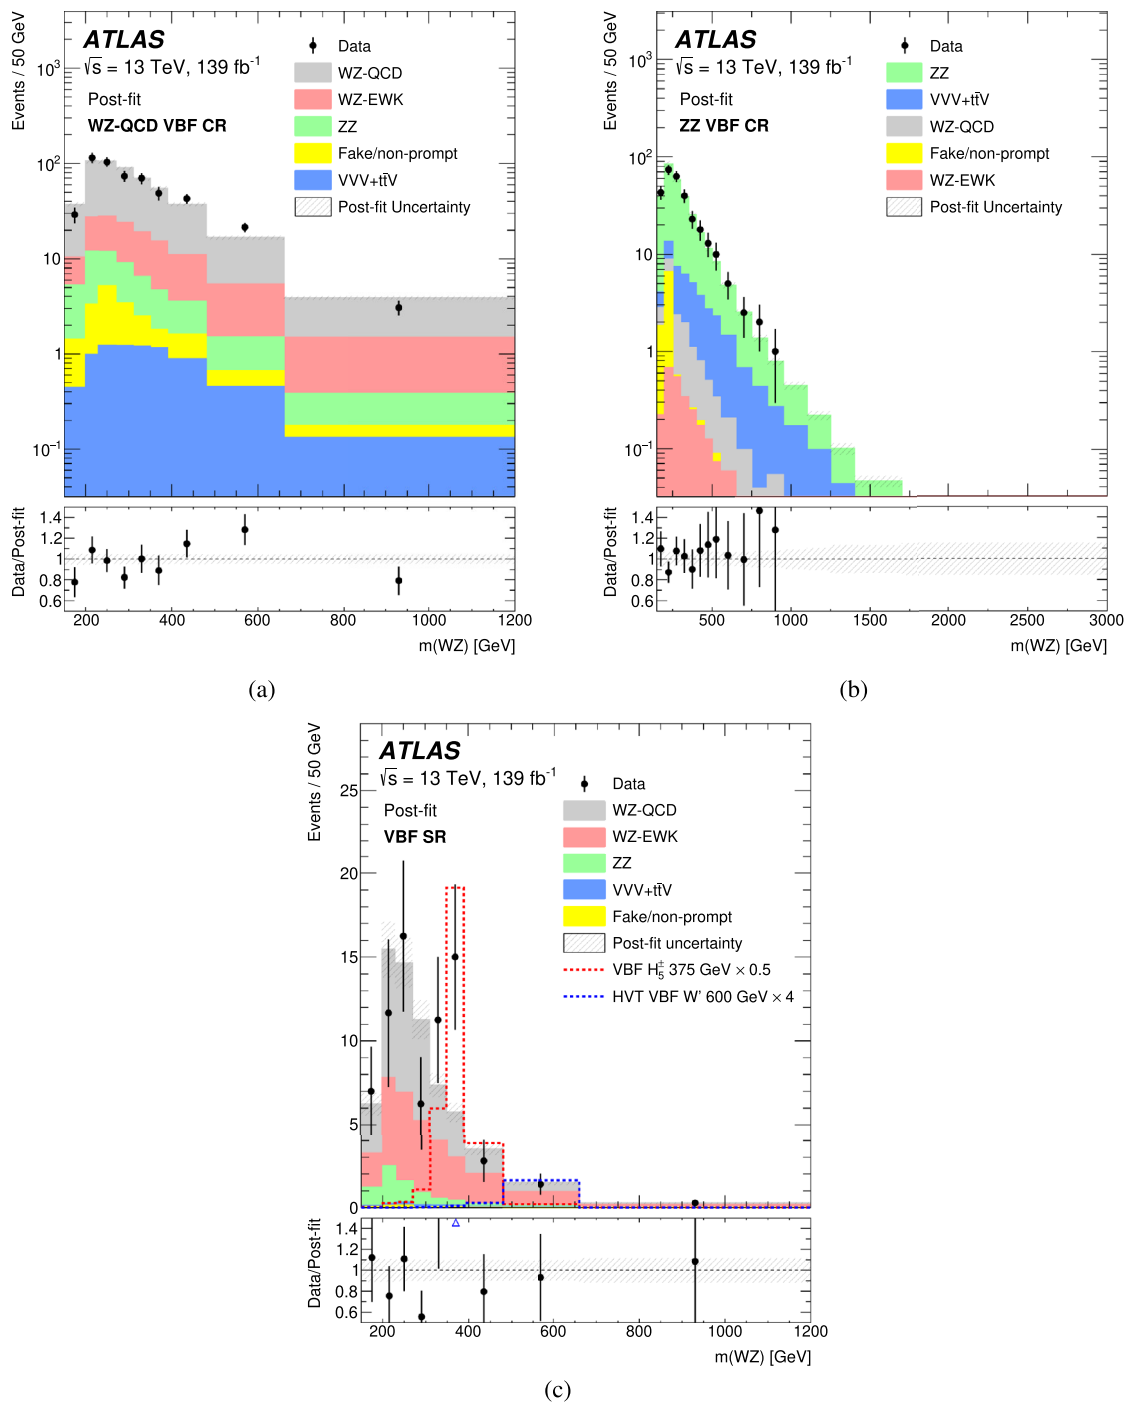 Events / 50 GeV
ATLAS
√s = 13 TeV, 139 fb⁻¹
Post-fit
WZ-QCD VBF CR
Data
WZ-QCD
WZ-EWK
ZZ
Fake/non-prompt
VVV+tt̄V
Post-fit Uncertainty
10³
10²
10
1
10⁻¹
Data/Post-fit
1.4
1.2
1
0.8
0.6
200 400 600 800 1000 1200
m(WZ) [GeV]
(a)
Events / 50 GeV
ATLAS
√s = 13 TeV, 139 fb⁻¹
Post-fit
ZZ VBF CR
Data
ZZ
VVV+tt̄V
WZ-QCD
Fake/non-prompt
WZ-EWK
Post-fit Uncertainty
10³
10²
10
1
10⁻¹
Data/Post-fit
1.4
1.2
1
0.8
0.6
500 1000 1500 2000 2500 3000
m(WZ) [GeV]
(b)
Events / 50 GeV
ATLAS
√s = 13 TeV, 139 fb⁻¹
Post-fit
VBF SR
Data
WZ-QCD
WZ-EWK
ZZ
VVV+tt̄V
Fake/non-prompt
Post-fit uncertainty
VBF H₅± 375 GeV × 0.5
HVT VBF W' 600 GeV × 4
25
20
15
10
5
0
Data/Post-fit
1.4
1.2
1
0.8
0.6
200 400 600 800 1000 1200
m(WZ) [GeV]
(c)